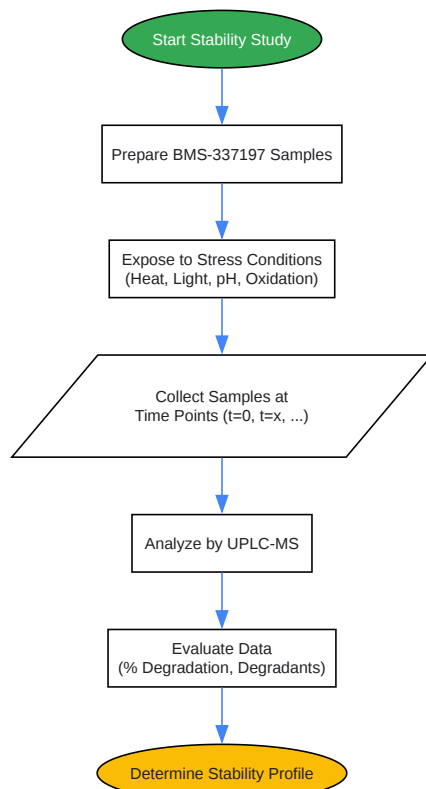 Start Stability Study
Prepare BMS-337197 Samples
Expose to Stress Conditions
(Heat, Light, pH, Oxidation)
Collect Samples at
Time Points (t=0, t=x, ...)
Analyze by UPLC-MS
Evaluate Data
(% Degradation, Degradants)
Determine Stability Profile